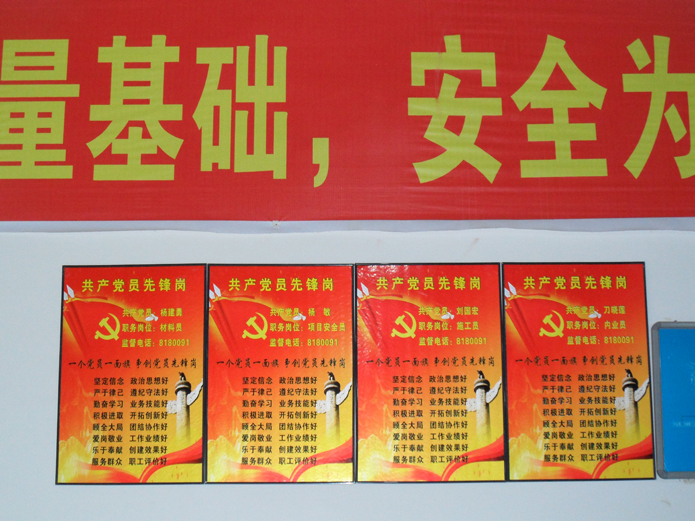 量基础，安全为
共产党员先锋岗
共产党员：杨建勇
职务岗位：材料员
监督电话：8180091
一个党员一面旗 争创党员先锋岗
坚定信念 政治思想好
严于律己 遵纪守法好
勤奋学习 业务技能好
积极进取 开拓创新好
顾全大局 团结协作好
爱岗敬业 工作业绩好
乐于奉献 创建效果好
服务群众 职工评价好
共产党员先锋岗
共产党员：杨 敏
职务岗位：项目安全员
监督电话：8180091
一个党员一面旗 争创党员先锋岗
坚定信念 政治思想好
严于律己 遵纪守法好
勤奋学习 业务技能好
积极进取 开拓创新好
顾全大局 团结协作好
爱岗敬业 工作业绩好
乐于奉献 创建效果好
服务群众 职工评价好
共产党员先锋岗
共产党员：刘国宏
职务岗位：施工员
监督电话：8180091
一个党员一面旗 争创党员先锋岗
坚定信念 政治思想好
严于律己 遵纪守法好
勤奋学习 业务技能好
积极进取 开拓创新好
顾全大局 团结协作好
爱岗敬业 工作业绩好
乐于奉献 创建效果好
服务群众 职工评价好
共产党员先锋岗
共产党员：刀晓莲
职务岗位：内业员
监督电话：8180091
一个党员一面旗 争创党员先锋岗
坚定信念 政治思想好
严于律己 遵纪守法好
勤奋学习 业务技能好
积极进取 开拓创新好
顾全大局 团结协作好
爱岗敬业 工作业绩好
乐于奉献 创建效果好
服务群众 职工评价好